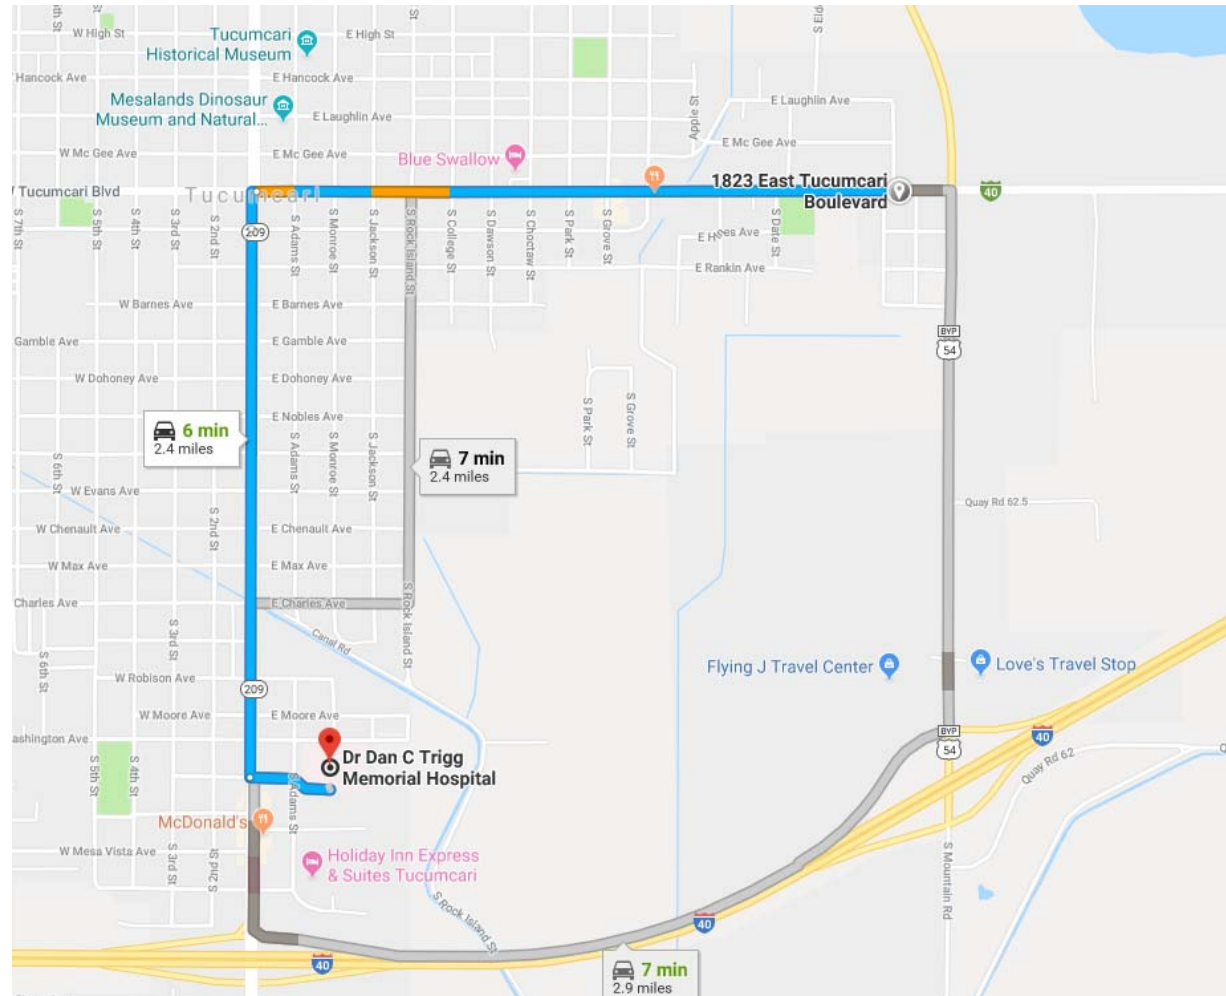 W High St
E High St
Tucumcari
Historical Museum
Hancock Ave
E Hancock Ave
Mesalands Dinosaur
Museum and Natural...
E Laughlin Ave
Apple St
E Laughlin Ave
W Mc Gee Ave
E Mc Gee Ave
Blue Swallow
E Mc Gee Ave
Tucumcari Blvd
Tucumcari
1823 East Tucumcari
Boulevard
40
S 7th St
S 5th St
S 4th St
S 3rd St
S 2nd St
209
S Adams St
S Monroe St
S Jackson St
S Rock Island St
S College St
S Dawson St
S Choctaw St
S Park St
S Grove St
S Date St
E Rankin Ave
W Barnes Ave
E Barnes Ave
Gamble Ave
E Gamble Ave
BYP
54
W Dohoney Ave
E Dohoney Ave
E Nobles Ave
S Park St
S Grove St
6 min
2.4 miles
S Adams St
S Monroe St
S Jackson St
7 min
2.4 miles
S 6th St
W Evans Ave
S 2nd St
Quay Rd 62.5
W Chenault Ave
E Chenault Ave
W Max Ave
E Max Ave
Charles Ave
E Charles Ave
S Rock Island St
S 3rd St
Canal Rd
S 6th St
W Robison Ave
209
Flying J Travel Center
Love's Travel Stop
W Moore Ave
E Moore Ave
ashington Ave
S 5th St
S 4th St
Dr Dan C Trigg
Memorial Hospital
S Adams St
BYP
54
40
Quay Rd 62
McDonald's
W Mesa Vista Ave
S 3rd St
S 2nd St
Holiday Inn Express
& Suites Tucumcari
S Rock Island St
S Mountain Rd
40
40
7 min
2.9 miles